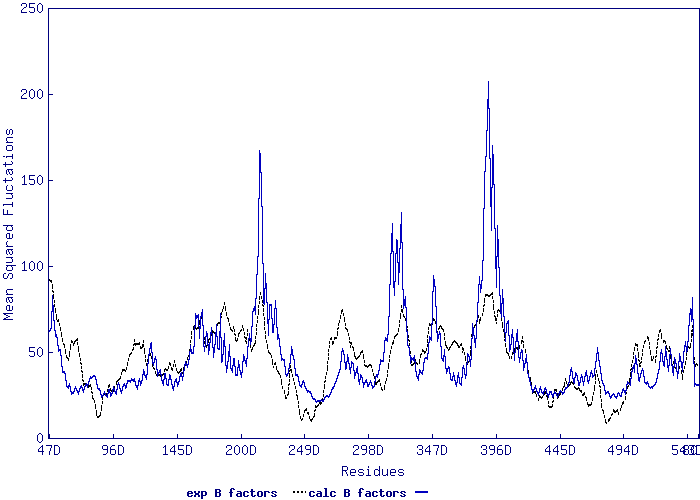 250
200
150
100
50
0
Mean Squared Fluctations
47D 96D 145D 200D 249D 298D 347D 396D 445D 494D
Residues
exp B factors calc B factors